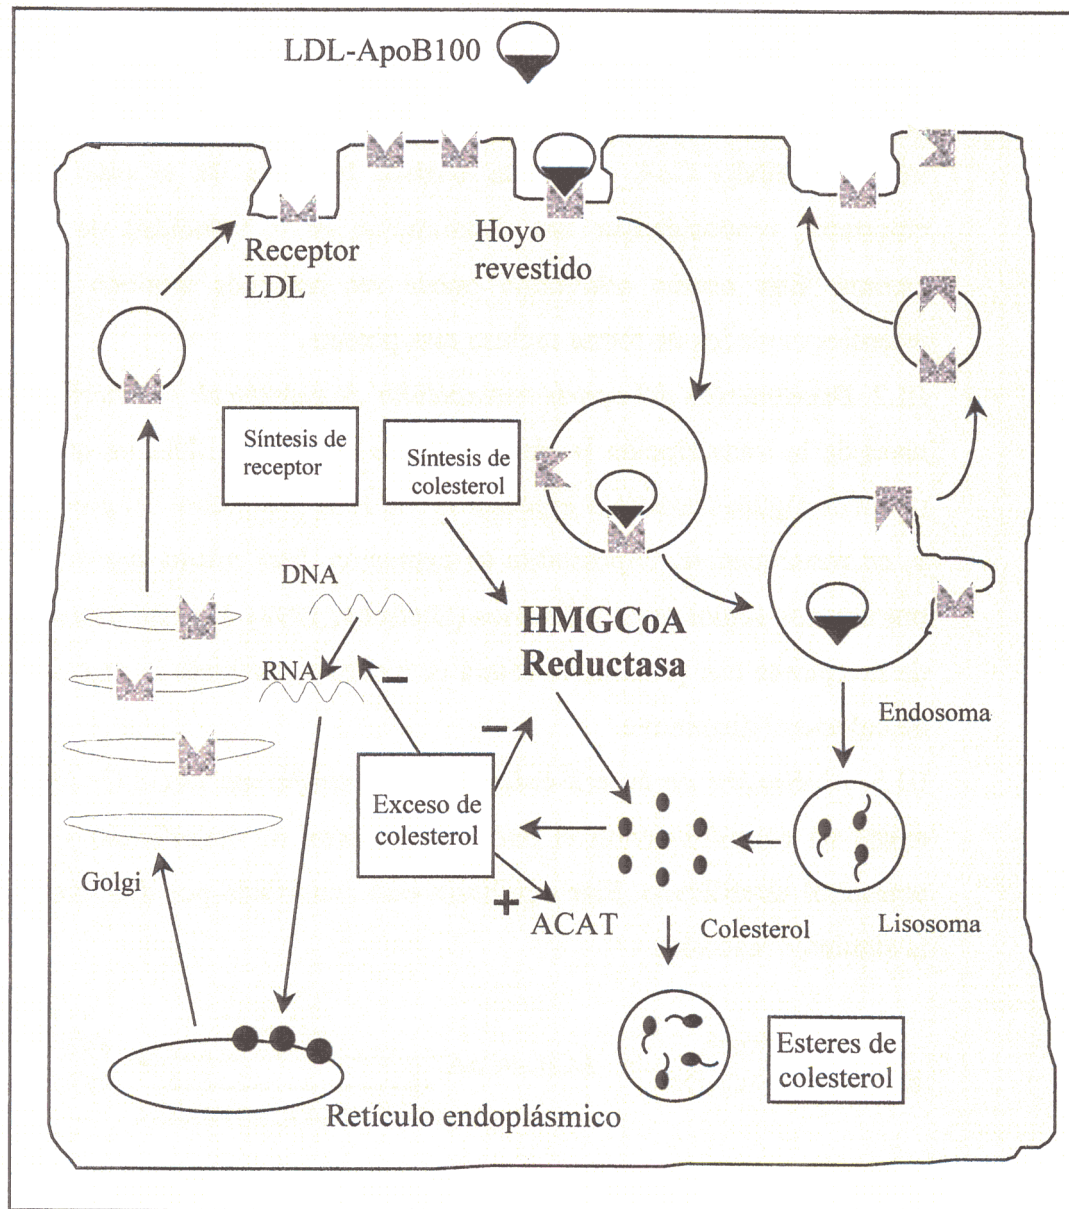 LDL-ApoB100
Receptor
LDL
Hoyo
revestido
Síntesis de
receptor
Síntesis de
colesterol
DNA
RNA
HMGCoA
Reductasa
Endosoma
Exceso de
colesterol
Golgi
ACAT
Colesterol
Lisosoma
Esteres de
colesterol
Retículo endoplásmico
−
−
+